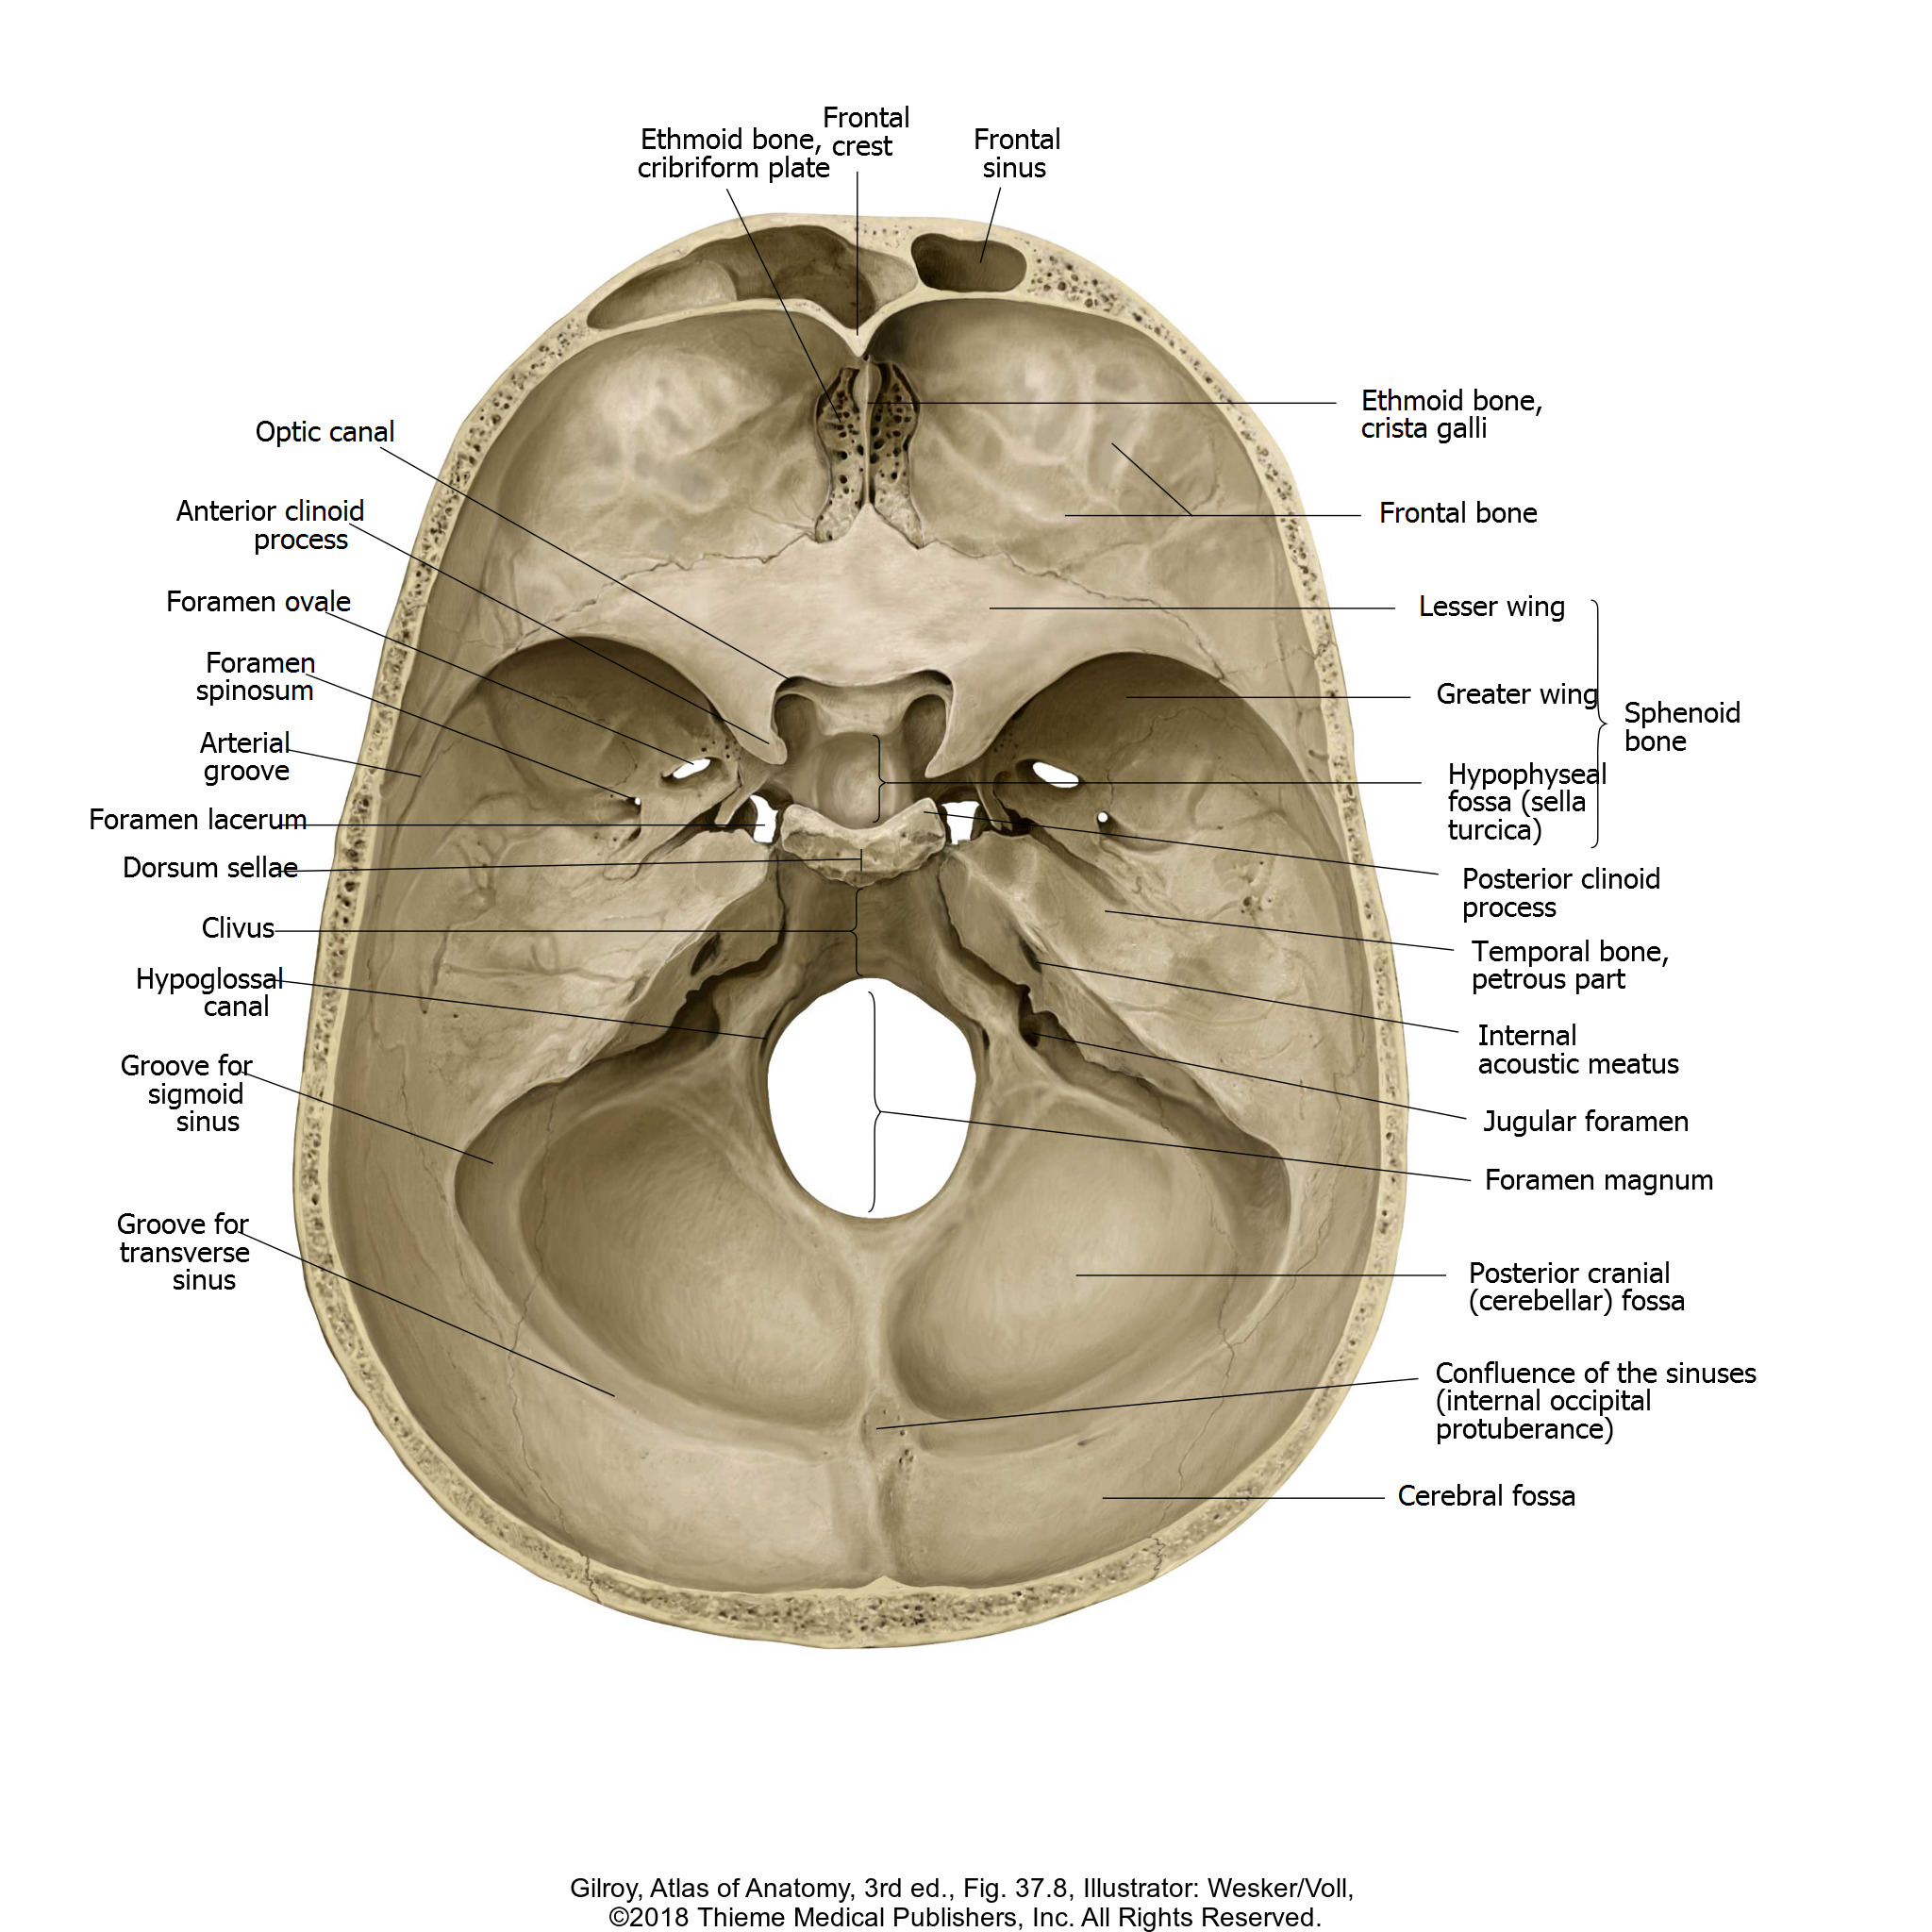 Frontal
crest
Ethmoid bone,
cribriform plate
Frontal
sinus
Optic canal
Anterior clinoid
process
Foramen ovale
Foramen
spinosum
Arterial
groove
Foramen lacerum
Dorsum sellae
Clivus
Hypoglossal
canal
Groove for
sigmoid
sinus
Groove for
transverse
sinus
Ethmoid bone,
crista galli
Frontal bone
Lesser wing
Greater wing
Sphenoid
bone
Hypophyseal
fossa (sella
turcica)
Posterior clinoid
process
Temporal bone,
petrous part
Internal
acoustic meatus
Jugular foramen
Foramen magnum
Posterior cranial
(cerebellar) fossa
Confluence of the sinuses
(internal occipital
protuberance)
Cerebral fossa
Gilroy, Atlas of Anatomy, 3rd ed., Fig. 37.8, Illustrator: Wesker/Voll,
©2018 Thieme Medical Publishers, Inc. All Rights Reserved.